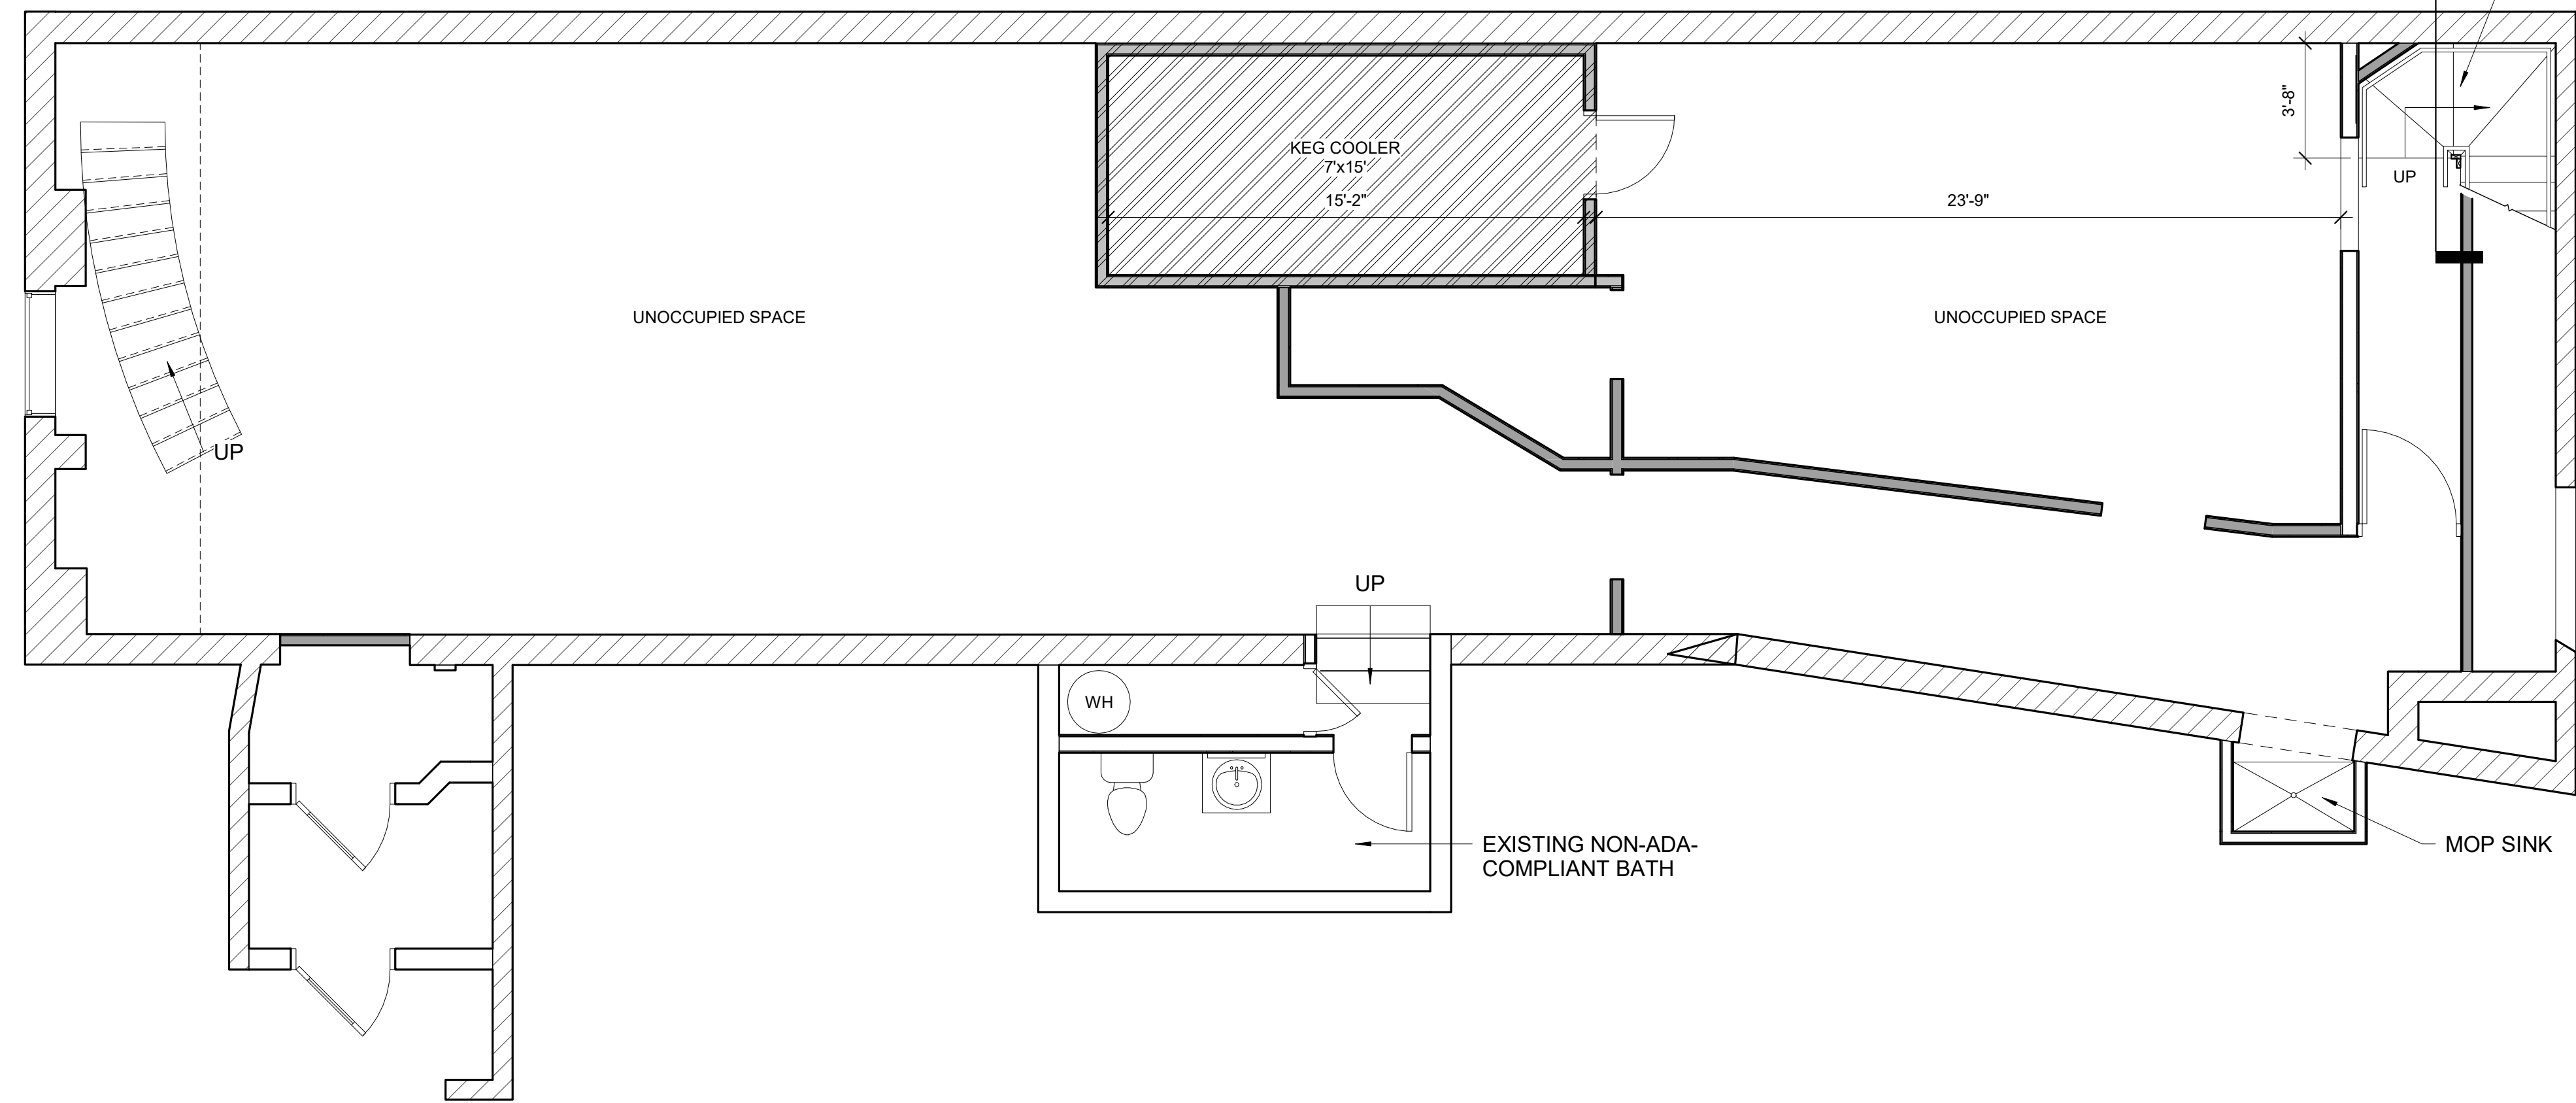 3'-8"
KEG COOLER
7'x15'
15'-2"
23'-9"
UP
UNOCCUPIED SPACE
UNOCCUPIED SPACE
UP
UP
WH
EXISTING NON-ADA-
COMPLIANT BATH
MOP SINK